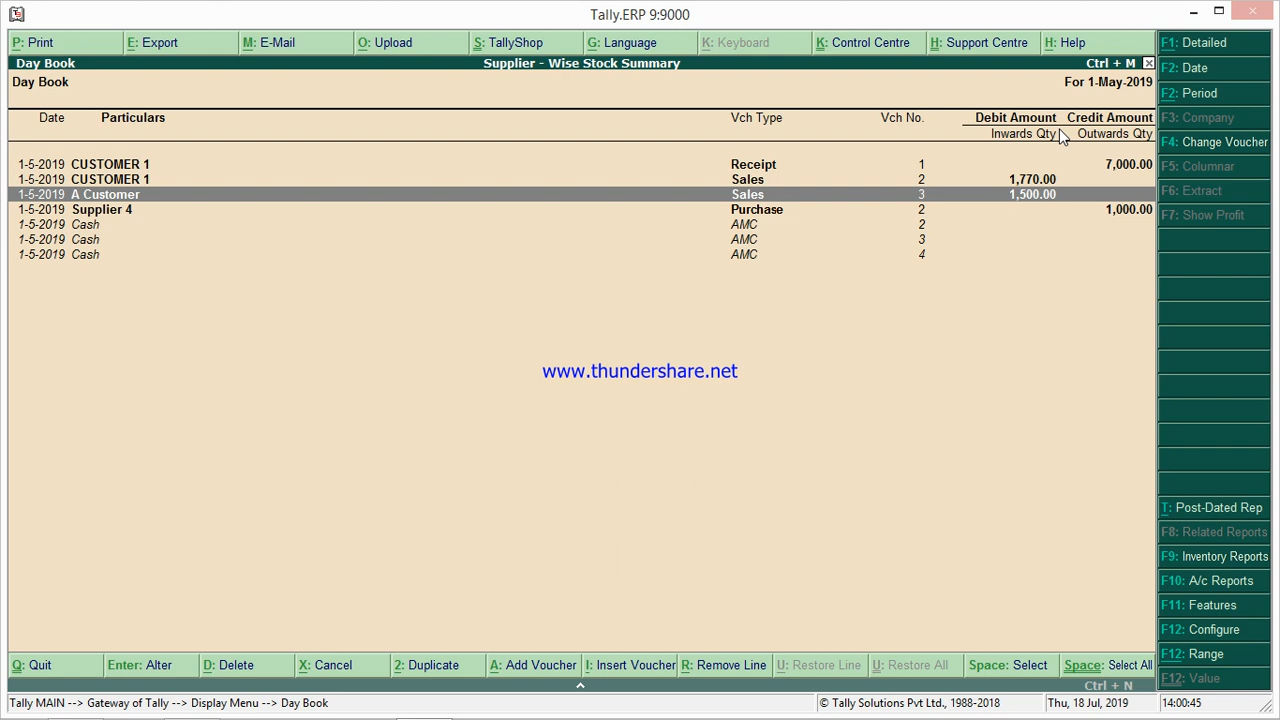 Tally.ERP 9:9000
P: Print E: Export M: E-Mail O: Upload S: TallyShop G: Language K: Keyboard K: Control Centre H: Support Centre H: Help
Day Book Supplier - Wise Stock Summary Ctrl + M
Day Book For 1-May-2019
Date Particulars Vch Type Vch No. Debit Amount Credit Amount
Inwards Qty Outwards Qty
1-5-2019 CUSTOMER 1 Receipt 1 7,000.00
1-5-2019 CUSTOMER 1 Sales 2 1,770.00
1-5-2019 A Customer Sales 3 1,500.00
1-5-2019 Supplier 4 Purchase 2 1,000.00
1-5-2019 Cash AMC 2
1-5-2019 Cash AMC 3
1-5-2019 Cash AMC 4
www.thundershare.net
F1: Detailed
F2: Date
F2: Period
F3: Company
F4: Change Voucher
F5: Columnar
F6: Extract
F7: Show Profit
T: Post-Dated Rep
F8: Related Reports
F9: Inventory Reports
F10: A/c Reports
F11: Features
F12: Configure
F12: Range
F12: Value
Q: Quit Enter: Alter D: Delete X: Cancel 2: Duplicate A: Add Voucher I: Insert Voucher R: Remove Line U: Restore Line U: Restore All Space: Select Space: Select All
Ctrl + N
Tally MAIN --> Gateway of Tally --> Display Menu --> Day Book © Tally Solutions Pvt Ltd., 1988-2018 Thu, 18 Jul, 2019 14:00:45